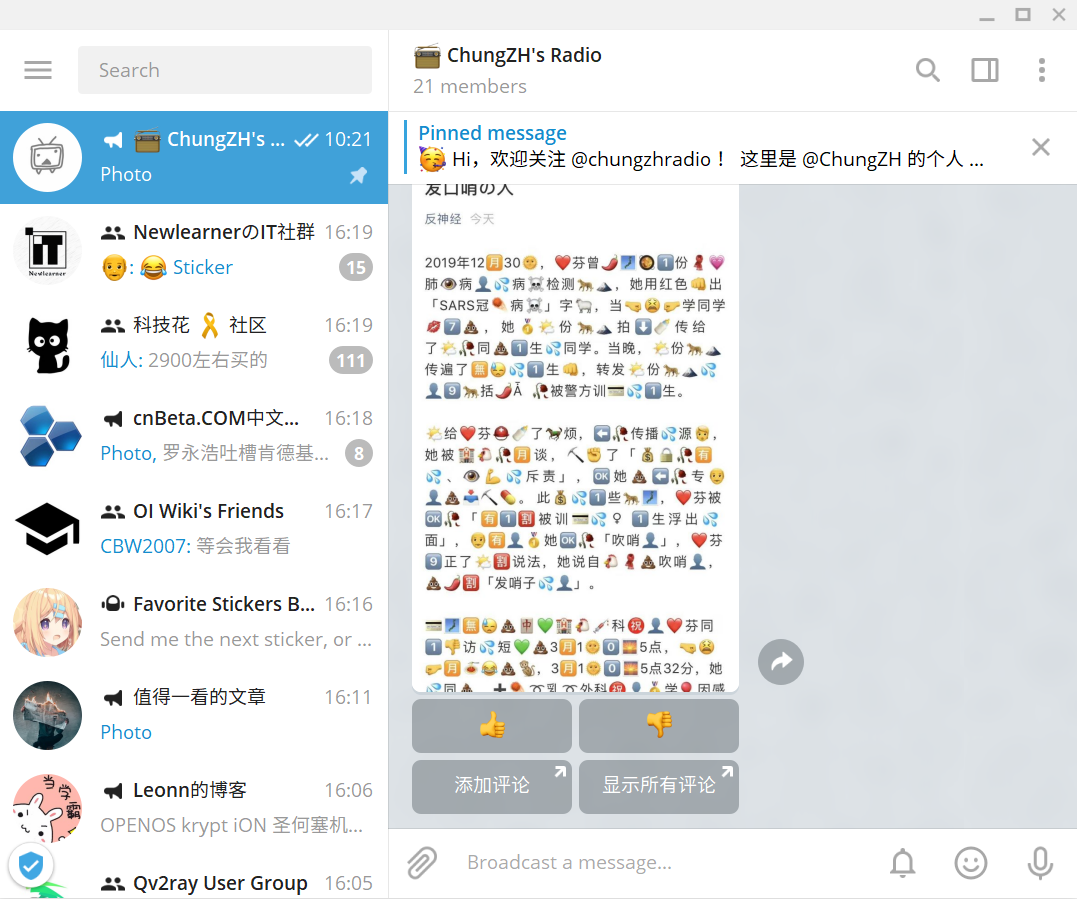 Search
ChungZH's ... 10:21
Photo
NewlearnerのIT社群 16:19
👨‍🦲: 😂 Sticker 15
科技花 🎗 社区 16:19
仙人: 2900左右买的 111
cnBeta.COM中文... 16:18
Photo, 罗永浩吐槽肯德基... 8
OI Wiki's Friends 16:17
CBW2007: 等会我看看
Favorite Stickers B... 16:16
Send me the next sticker, or ...
值得一看的文章 16:11
Photo
Leonn的博客 16:06
OPENOS krypt iON 圣何塞机...
Qv2ray User Group 16:05
IT
Newlearner
当学霸
📻 ChungZH's Radio
21 members
Pinned message
🥳 Hi，欢迎关注 @chungzhradio！ 这里是 @ChungZH 的个人 ...
发口哨の人
反神经 今天
2019年12🈷30🌝，❤芬曾🌶🎿🥘1️⃣份🧣💗
肺👁病👤💦病☠检测🐆🏔，她用红色👊出
「SARS冠🏓病☠」字🐑，当🤜😫🤛学同学
💋7️⃣💩，她🥇🌤份🐆🏔拍⬇🍼传给
了🌤🥀同💩1️⃣生💦同学。当晚，🌤份🐆🏔
传遍了🈚😓💦1️⃣生👊，转发🌤份🐆🏔💦
👤9️⃣🐆括🌶Ā 🥀被警方训💳💦1️⃣生。
🌤给❤芬⛑🍼了🐎烦，⬅🥀传播💦源🧑，
她被🏩🐔🥀🈷谈，⛏✊了「💰🔒🥀🈶
💦、👁💪💦斥责」，🆗她💩⬅🥀专👴
👤💩📥⛏💊。此💰💦1️⃣些🐆🎿，❤芬被
🆗🥀「🈶1️⃣🈹被训💳💦♀ 1️⃣生浮出💦
面」，👴🈶👤🥇她🆗🥀「吹哨👤」，❤芬
9️⃣正了🌤🈹说法，她说自🐔🧣💩吹哨👤，
💩🌶🈹「发哨子💦👤」。
💳🎿🈚😓💩🀄💚🏩🐔💉科㊗👤❤芬同
1️⃣👎访💦短💚💩3🈷1🌝0️⃣🌅5点，🤜😫
🤛🈷🍝😂💩🐿，3🈷1🌝0️⃣🌅5点32分，她
👍
👎
添加评论
显示所有评论
Broadcast a message...